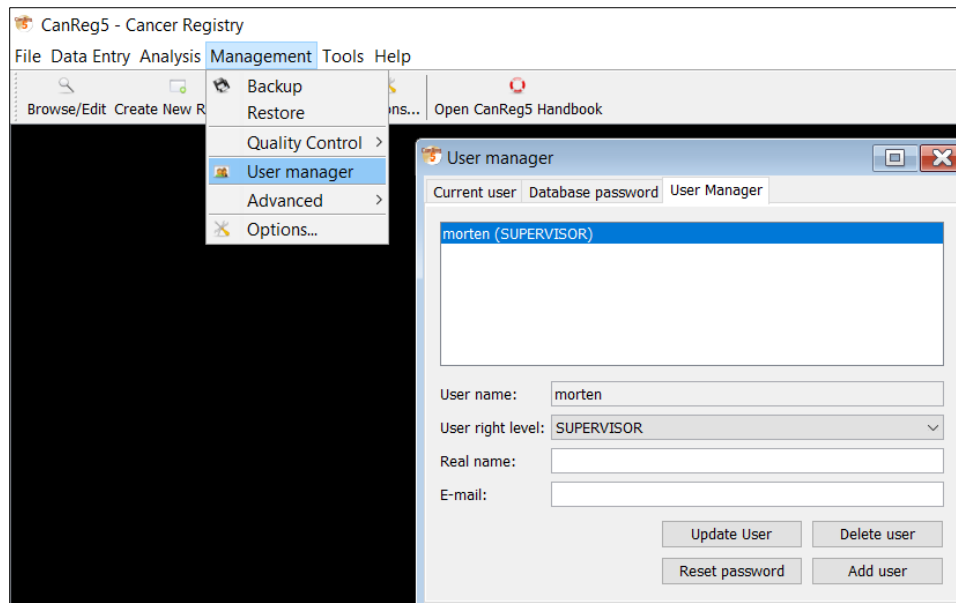 CanReg5 - Cancer Registry
File Data Entry Analysis Management Tools Help
Browse/Edit Create New R
ons...
Open CanReg5 Handbook
Backup
Restore
Quality Control >
User manager
Advanced >
Options...
User manager
Current user Database password User Manager
morten (SUPERVISOR)
User name: morten
User right level: SUPERVISOR
Real name:
E-mail:
Update User Delete user
Reset password Add user